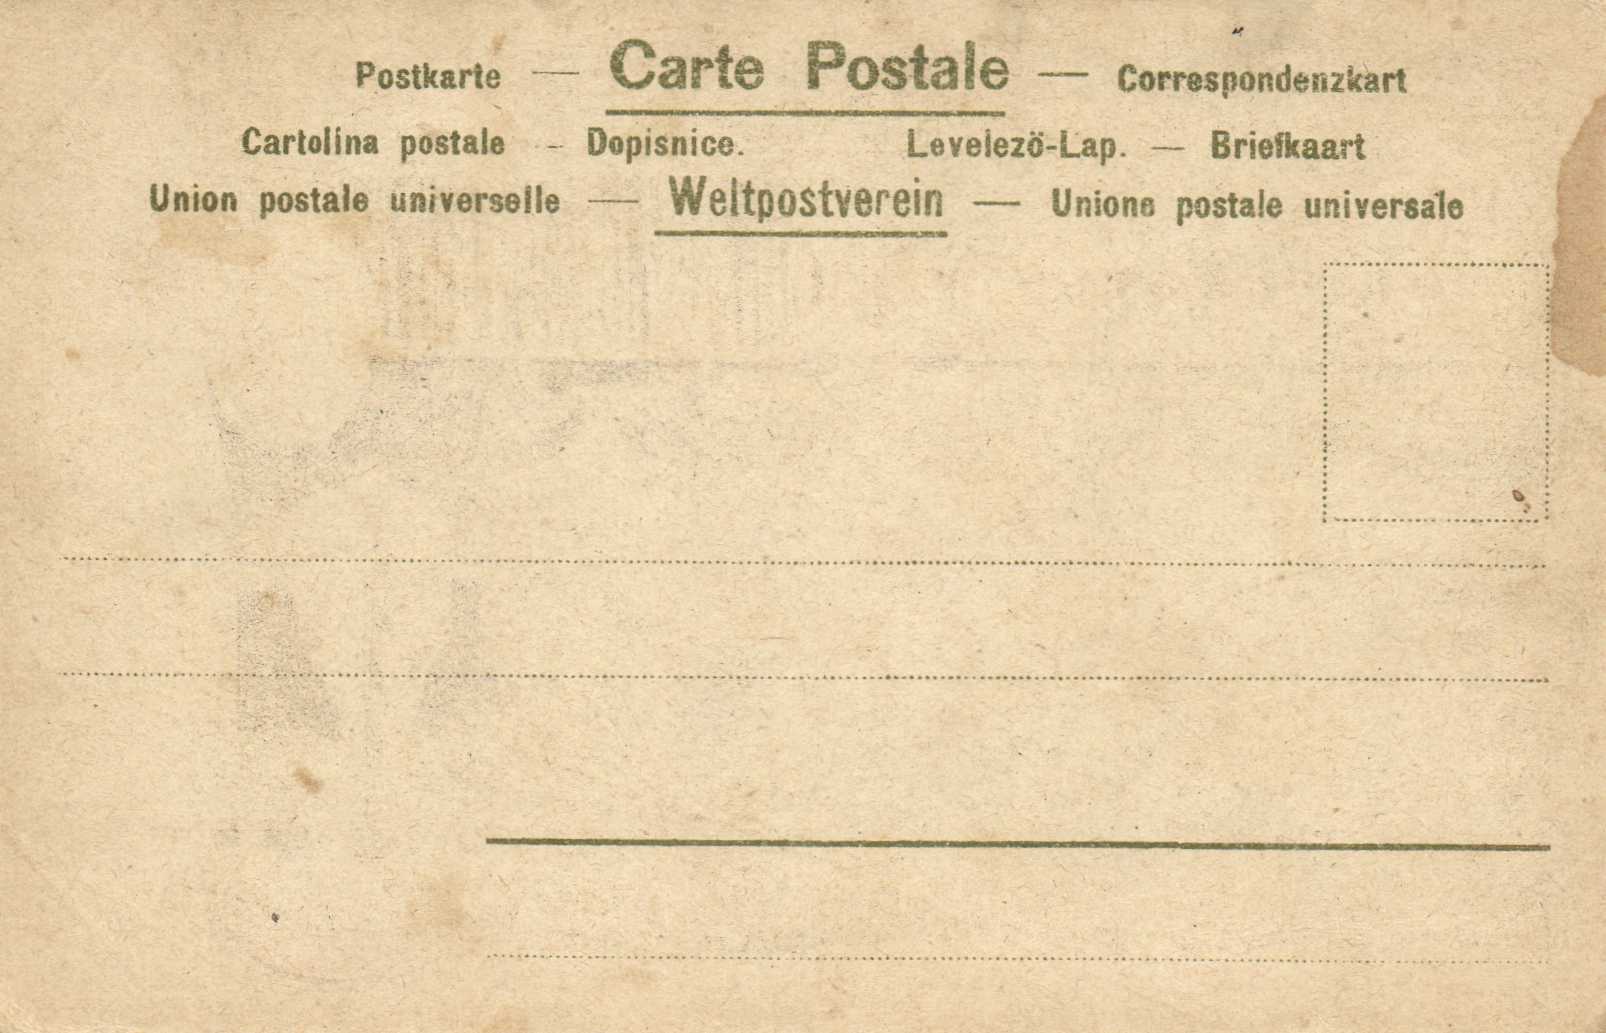 Postkarte — Carte Postale — Correspondenzkart
Cartolina postale - Dopisnice. Levelezö-Lap. — Briefkaart
Union postale universelle — Weltpostverein — Unione postale universale